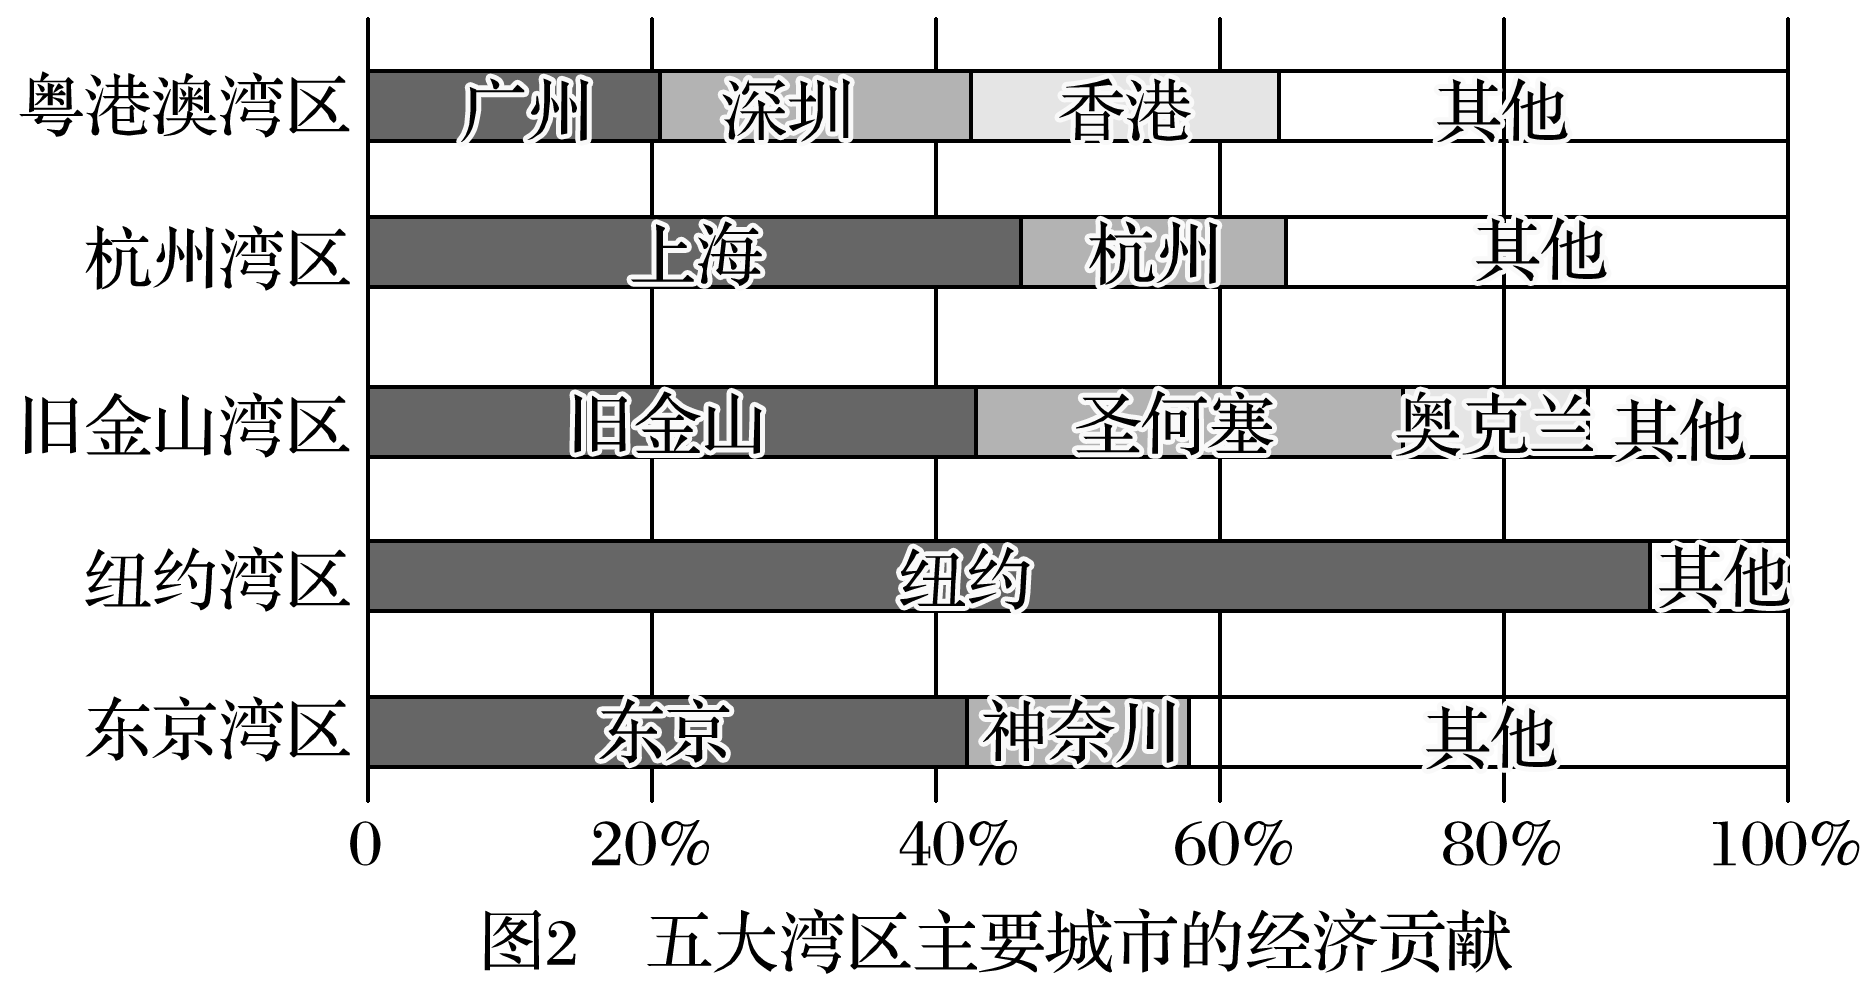 粤港澳湾区 广州 深圳 香港 其他
杭州湾区 上海 杭州 其他
旧金山湾区 旧金山 圣何塞 奥克兰 其他
纽约湾区 纽约 其他
东京湾区 东京 神奈川 其他
0 20% 40% 60% 80% 100%
图2 五大湾区主要城市的经济贡献